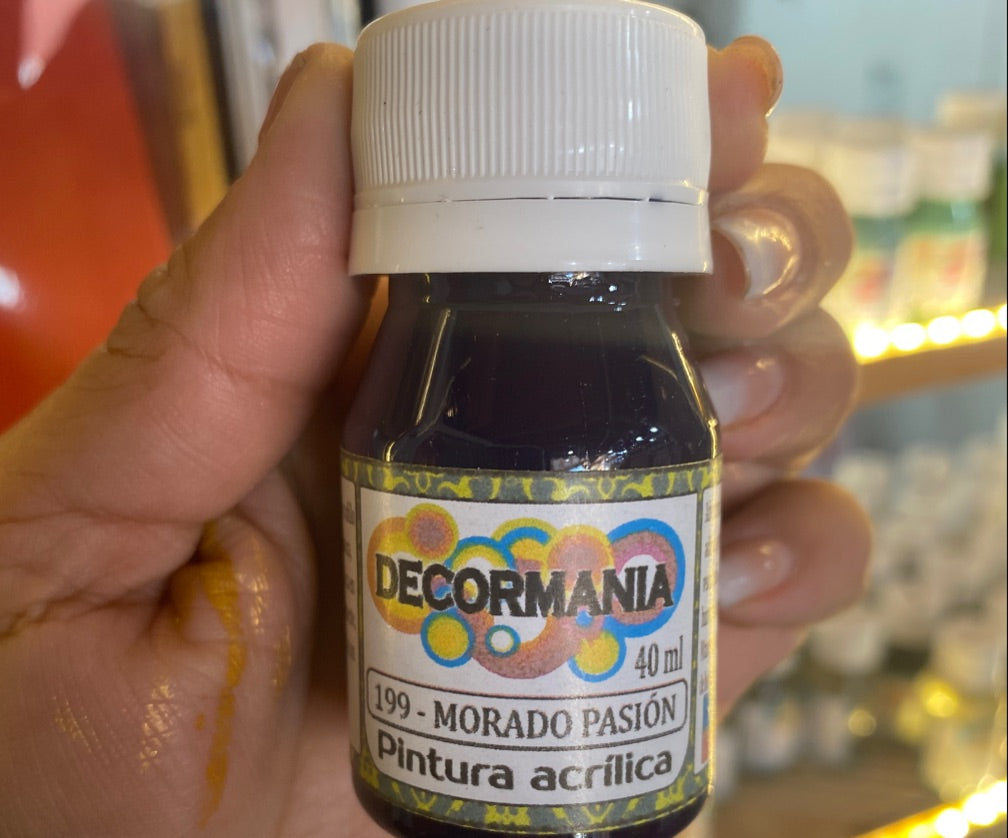 DECORMANIA
40 ml
199 - MORADO PASIÓN
Pintura acrílica